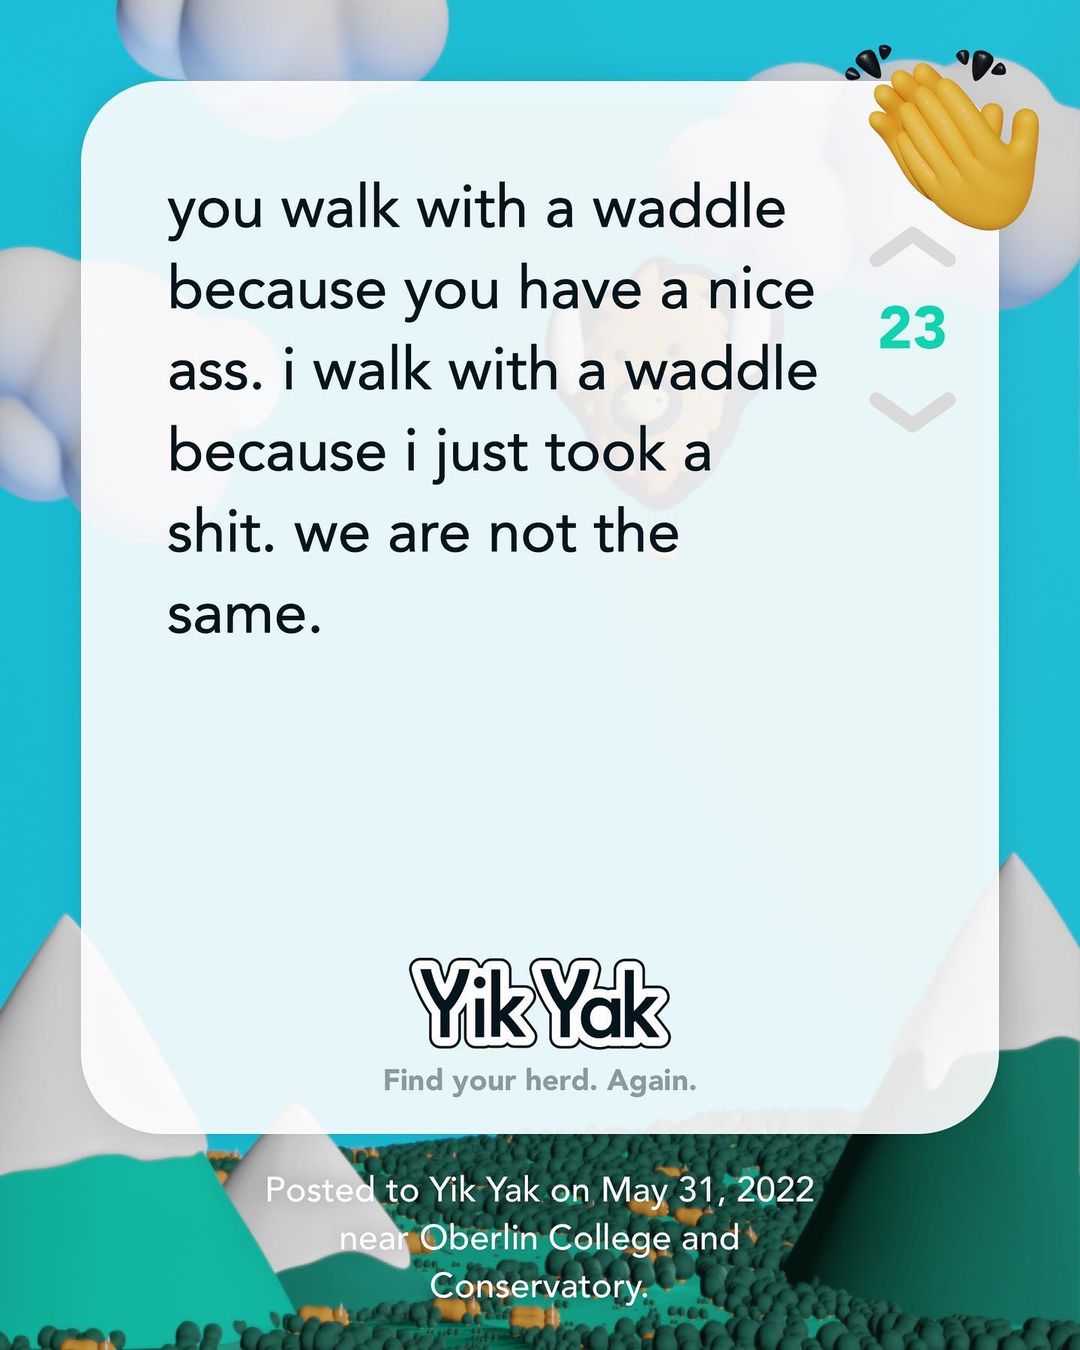 you walk with a waddle
because you have a nice
ass. i walk with a waddle
because i just took a
shit. we are not the
same.
23
Yik Yak
Find your herd. Again.
Posted to Yik Yak on May 31, 2022
near Oberlin College and
Conservatory.